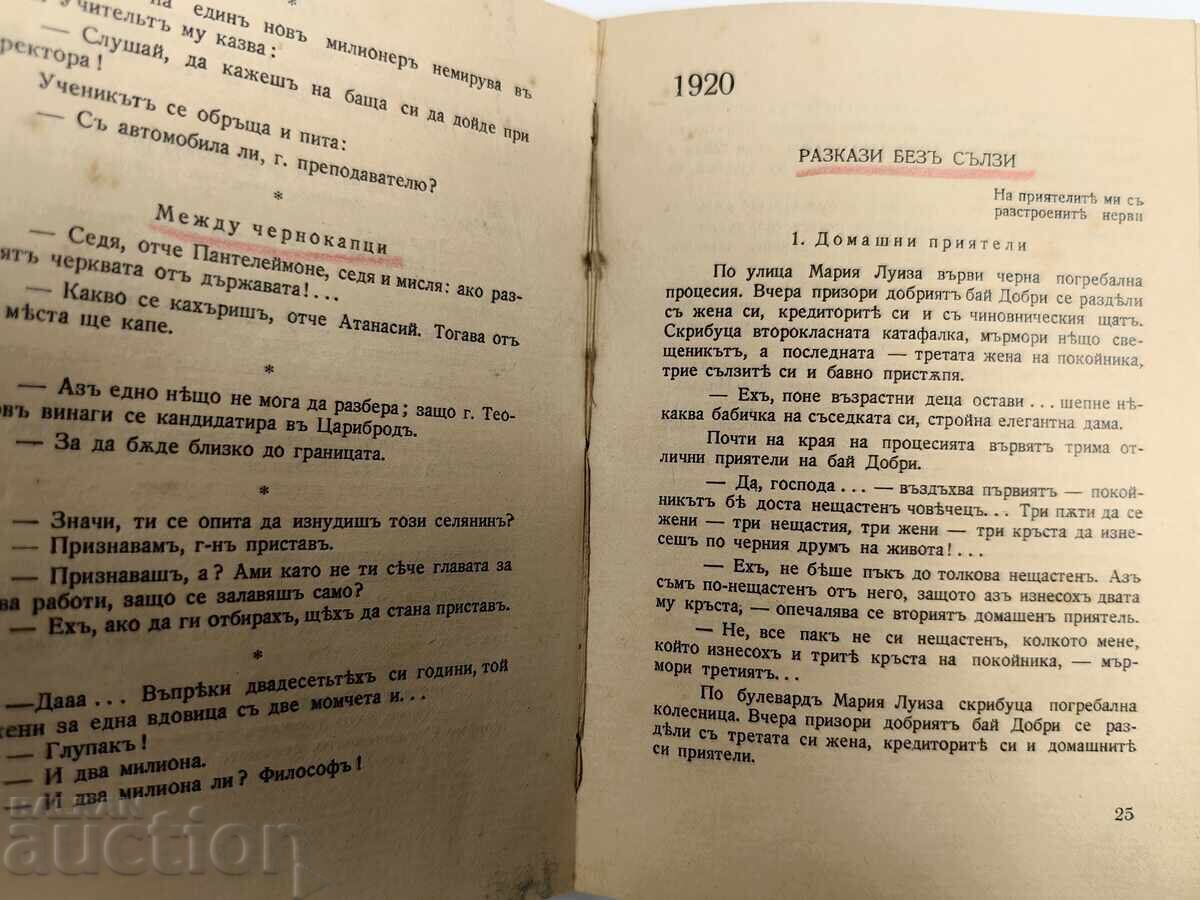 на единъ новъ милионеръ немирува въ
Учительтъ му казва:
— Слушай, да кажешъ на баща си да дойде при
ректора!
Ученикътъ се обръща и пита:
— Съ автомобила ли, г. преподавателю?
*
Между чернокапци
— Седя, отче Пантелеймоне, седя и мисля: ако раз-
ятъ черквата отъ държавата!...
— Какво се кахъришъ, отче Атанасий. Тогава отъ
мѣста ще капе.
*
— Азъ едно нѣщо не мога да разбера; защо г. Тео-
овъ винаги се кандидатира въ Царибродъ.
— За да бѫде близко до границата.
*
— Значи, ти се опита да изнудишъ този селянинъ?
— Признавамъ, г-нъ приставъ.
— Признавашъ, а? Ами като не ти сѣче главата за
ва работи, защо се залавяшъ само?
— Ехъ, ако да ги отбирахъ, щѣхъ да стана приставъ.
*
— Дааа... Въпрѣки двадесетьтѣхъ си години, той
жени за една вдовица съ две момчета и...
— Глупакъ!
— И два милиона.
— И два милиона ли? Философъ!
1920
РАЗКАЗИ БЕЗЪ СЪЛЗИ
На приятелитѣ ми съ
разстроенитѣ нерви
1. Домашни приятели
По улица Мария Луиза върви черна погребална
процесия. Вчера призори добриятъ бай Добри се раздѣли
съ жена си, кредиторитѣ си и съ чиновническия щатъ.
Скрибуца второкласната катафалка, мърмори нѣщо све-
щеникътъ, а последната — третата жена на покойника,
трие сълзитѣ си и бавно пристѫпя.
— Ехъ, поне възрастни деца остави... шепне нѣ-
каква бабичка на съседката си, стройна елегантна дама.
Почти на края на процесията вървятъ трима от-
лични приятели на бай Добри.
— Да, господа... — въздъхва първиятъ — покой-
никътъ бѣ доста нещастенъ човѣчецъ... Три пѫти да се
жени — три нещастия, три жени — три кръста да изне-
сешъ по черния друмъ на живота!...
— Ехъ, не бѣше пъкъ до толкова нещастенъ. Азъ
съмъ по-нещастенъ от него, защото азъ изнесохъ двата
му кръста, — опечалява се вториятъ домашенъ приятель.
— Не, все пакъ не си нещастенъ, колкото мене,
който изнесохъ и тритѣ кръста на покойника, — мър-
мори третиятъ...
По булевардъ Мария Луиза скрибуца погребална
колесница. Вчера призори добриятъ бай Добри се раз-
дѣли съ третата си жена, кредиторитѣ си и домашнитѣ
си приятели.
25
BALKAN
auction